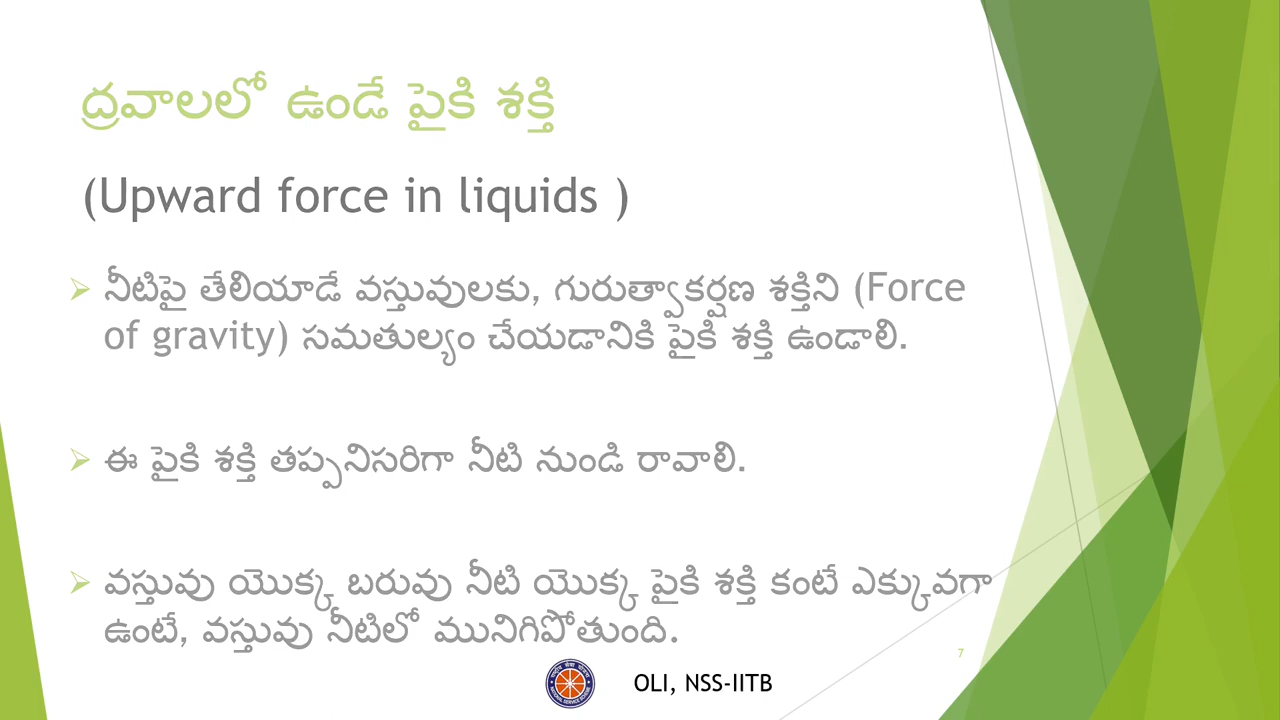 ద్రవాలలో ఉండే పైకి శక్తి
(Upward force in liquids )
నీటిపై తేలియాడే వస్తువులకు, గురుత్వాకర్షణ శక్తిని (Force
of gravity) సమతుల్యం చేయడానికి పైకి శక్తి ఉండాలి.
ఈ పైకి శక్తి తప్పనిసరిగా నీటి నుండి రావాలి.
వస్తువు యొక్క బరువు నీటి యొక్క పైకి శక్తి కంటే ఎక్కువగా
ఉంటే, వస్తువు నీటిలో మునిగిపోతుంది.
7
OLI, NSS-IITB